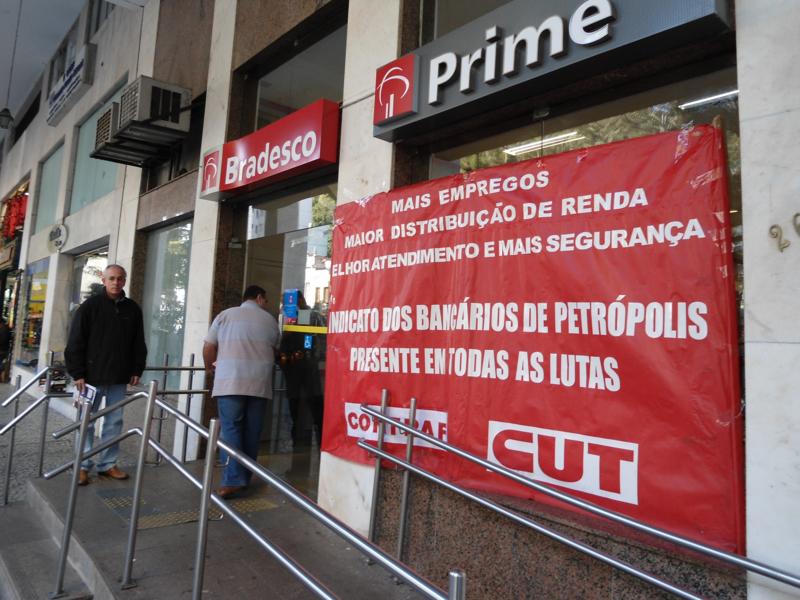 Prime
Bradesco
MAIS EMPREGOS
MAIOR DISTRIBUIÇÃO DE RENDA
ELHOR ATENDIMENTO E MAIS SEGURANÇA
INDICATO DOS BANCÁRIOS DE PETRÓPOLIS
PRESENTE EM TODAS AS LUTAS
CUT